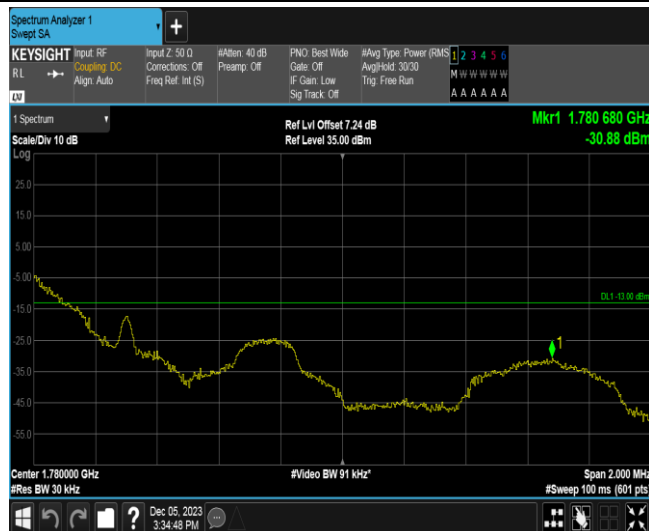 Spectrum Analyzer 1
Swept SA
KEYSIGHT
RL
Input: RF
Coupling: DC
Align: Auto
Input Z: 50 Ω
Corrections: Off
Freq Ref: Int (S)
#Atten: 40 dB
Preamp: Off
PNO: Best Wide
Gate: Off
IF Gain: Low
Sig Track: Off
#Avg Type: Power (RMS
Avg|Hold: 30/30
Trig: Free Run
1 2 3 4 5 6
M W W W W W
A A A A A A
1 Spectrum
Scale/Div 10 dB
Ref Lvl Offset 7.24 dB
Ref Level 35.00 dBm
Mkr1 1.780 680 GHz
-30.88 dBm
Log
25.0
15.0
5.00
-5.00
DL1 -13.00 dBm
-15.0
-25.0
1
-35.0
-45.0
-55.0
Center 1.780000 GHz
#Video BW 91 kHz*
Span 2.000 MHz
#Res BW 30 kHz
#Sweep 100 ms (601 pts)
?
Dec 05, 2023
3:34:48 PM